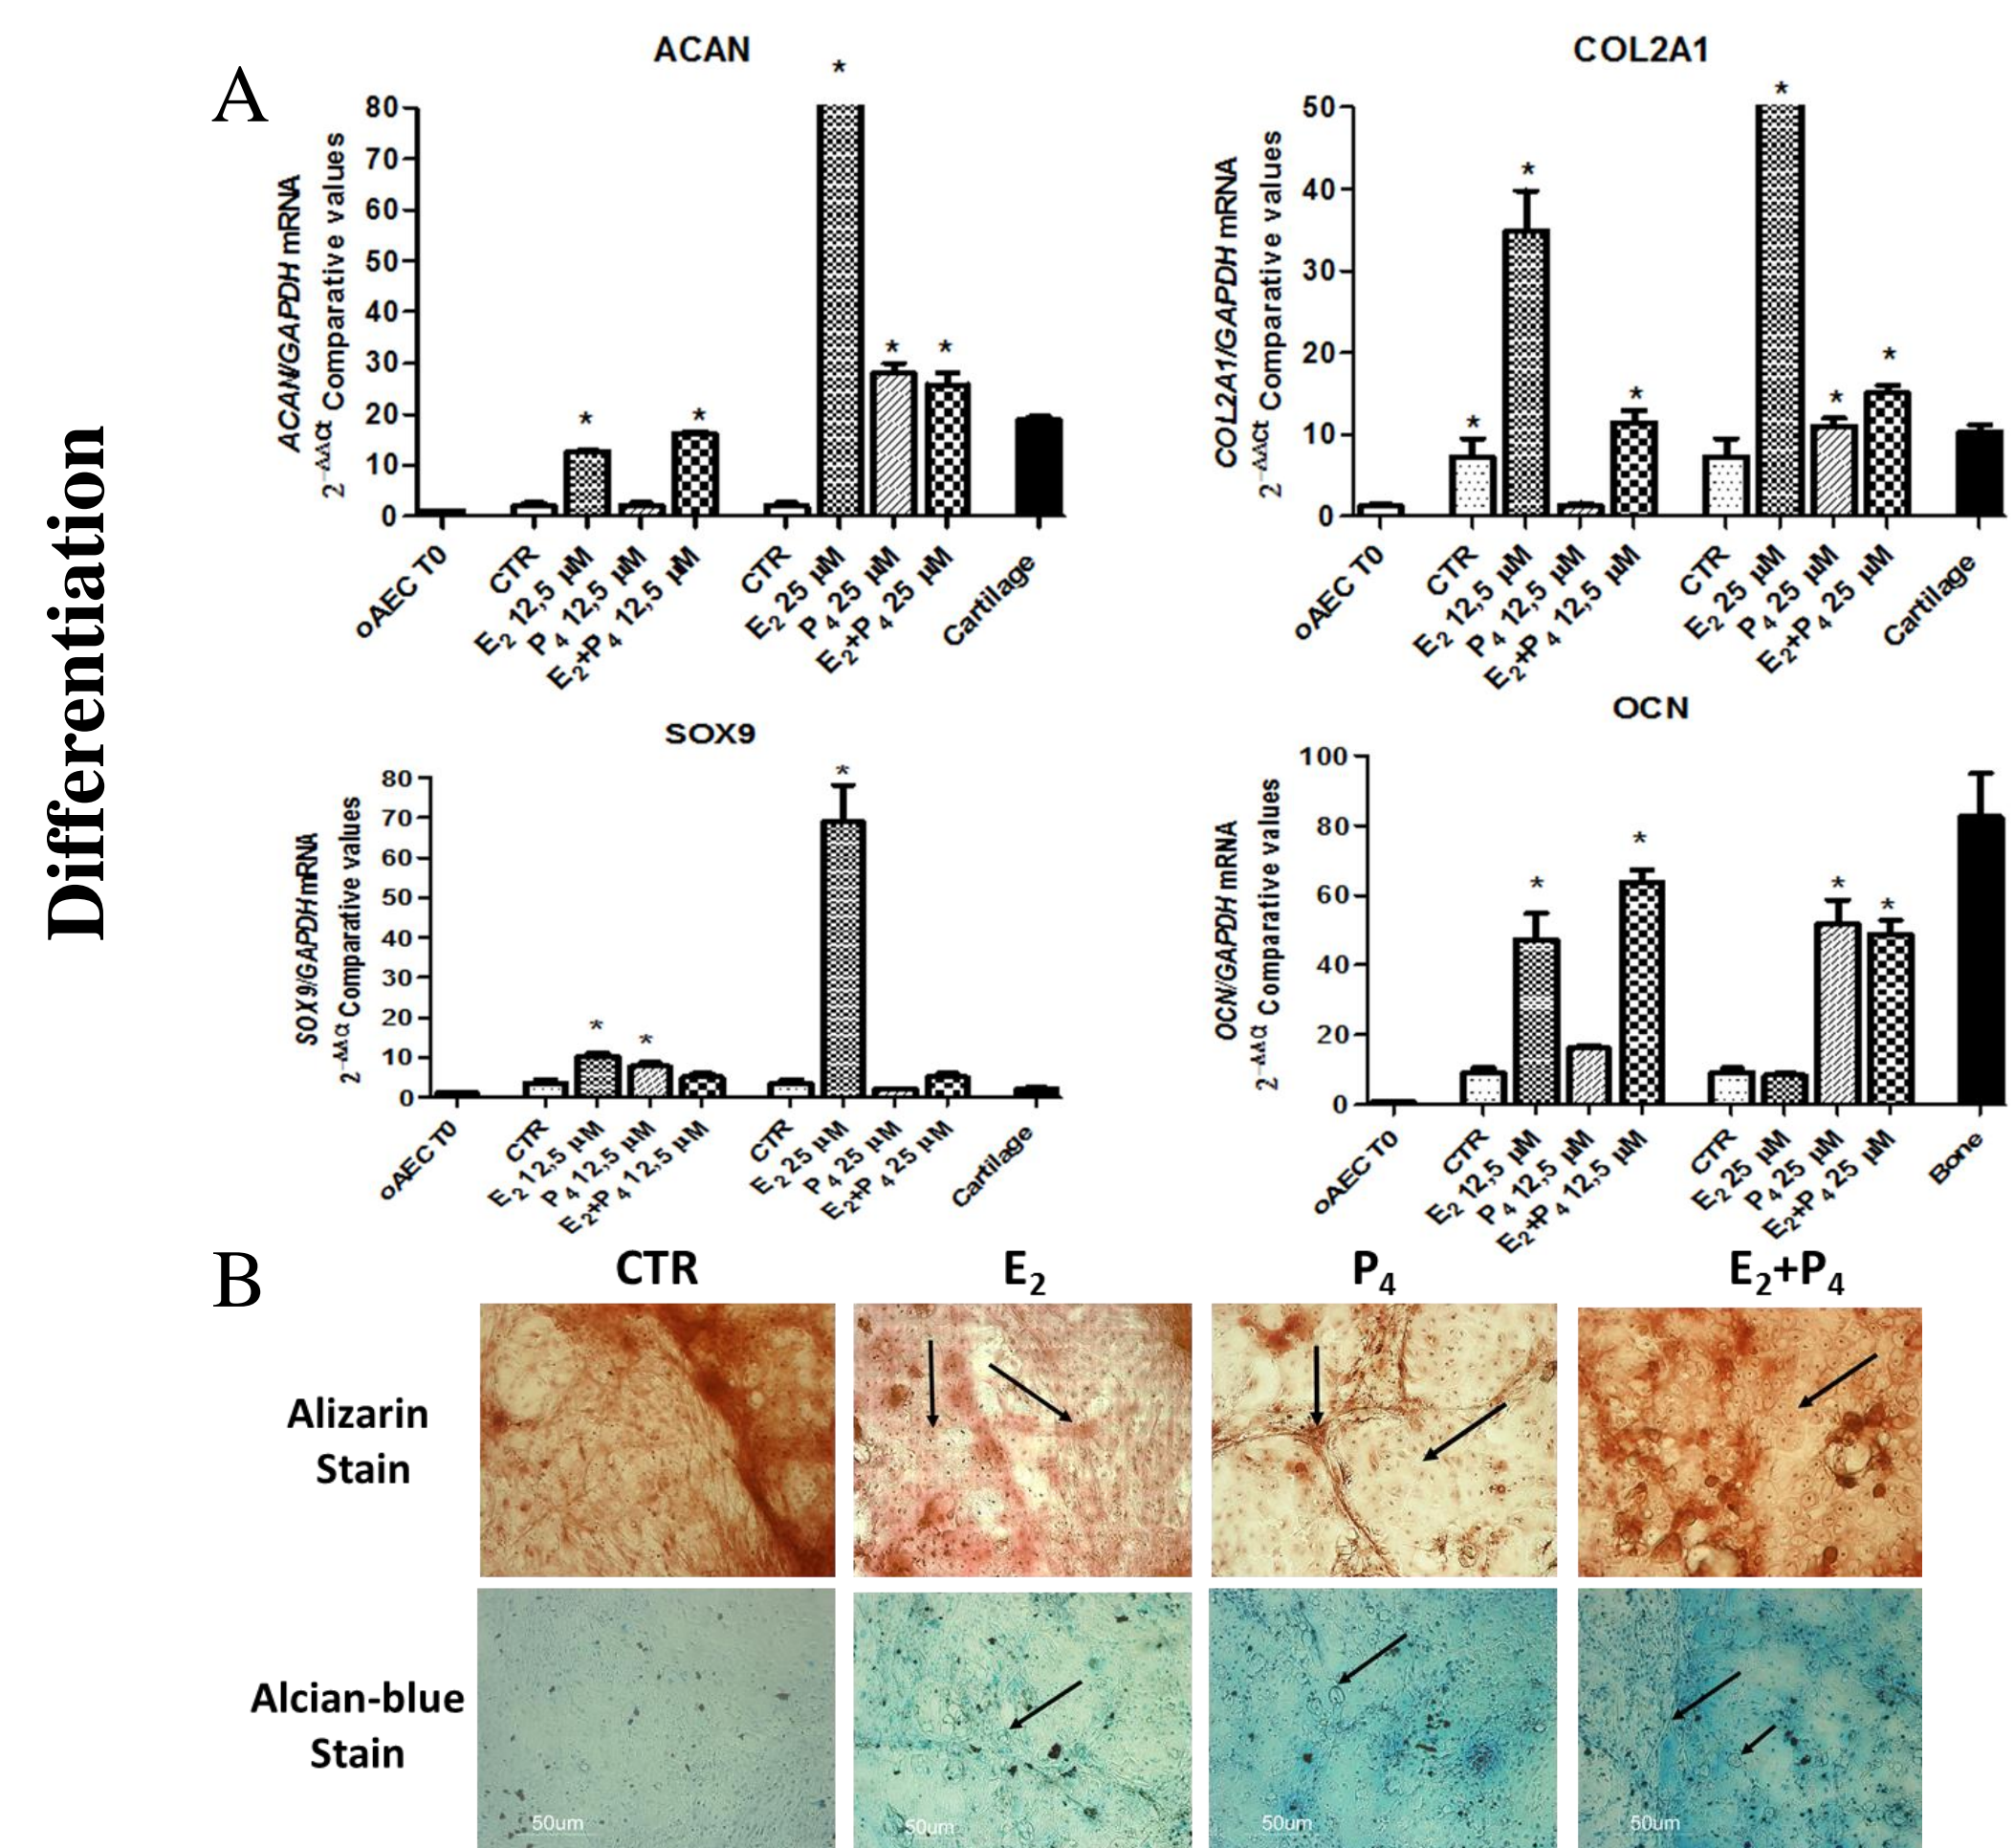 Differentiation
A
ACAN
ACAN/GAPDH mRNA
2^-ΔΔCt Comparative values
80
70
60
50
40
30
20
10
0
*
*
*
*
*
oAEC T0
CTR
E2 12,5 µM
P4 12,5 µM
E2+P4 12,5 µM
CTR
E2 25 µM
P4 25 µM
E2+P4 25 µM
Cartilage
COL2A1
COL2A1/GAPDH mRNA
2^-ΔΔCt Comparative values
50
40
30
20
10
0
*
*
*
*
*
*
oAEC T0
CTR
E2 12,5 µM
P4 12,5 µM
E2+P4 12,5 µM
CTR
E2 25 µM
P4 25 µM
E2+P4 25 µM
Cartilage
SOX9
SOX9/GAPDH mRNA
2^-ΔΔCt Comparative values
80
70
60
50
40
30
20
10
0
*
*
*
oAEC T0
CTR
E2 12,5 µM
P4 12,5 µM
E2+P4 12,5 µM
CTR
E2 25 µM
P4 25 µM
E2+P4 25 µM
Cartilage
OCN
OCN/GAPDH mRNA
2^-ΔΔCt Comparative values
100
80
60
40
20
0
*
*
*
*
oAEC T0
CTR
E2 12,5 µM
P4 12,5 µM
E2+P4 12,5 µM
CTR
E2 25 µM
P4 25 µM
E2+P4 25 µM
Bone
B
CTR
E2
P4
E2+P4
Alizarin
Stain
Alcian-blue
Stain
50um
50um
50um
50um